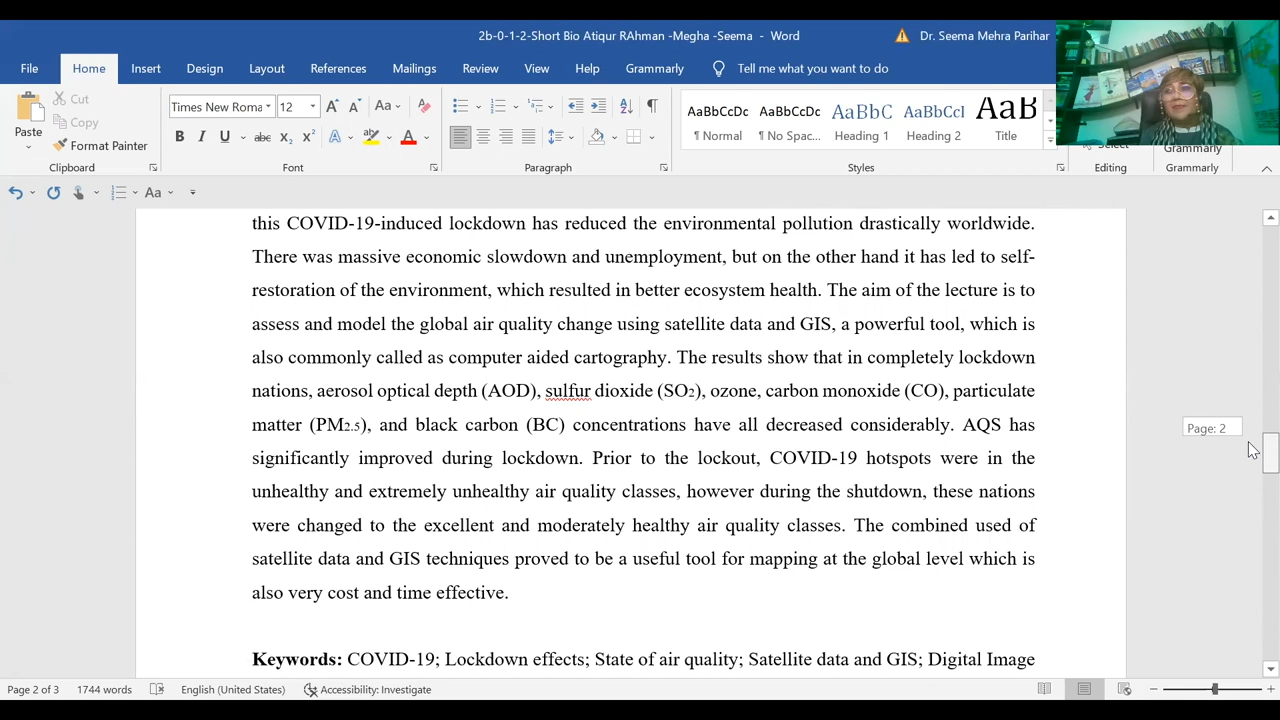 2b-0-1-2-Short Bio Atiqur RAhman -Megha -Seema - Word
Dr. Seema Mehra Parihar
File Home Insert Design Layout References Mailings Review View Help Grammarly Tell me what you want to do
Paste
Cut
Copy
Format Painter
Times New Roma 12
AaBbCcDc AaBbCcDc AaBbC AaBbCcI AaB
¶ Normal ¶ No Spac... Heading 1 Heading 2 Title
Select
Grammarly
Clipboard Font Paragraph Styles Editing Grammarly
this COVID-19-induced lockdown has reduced the environmental pollution drastically worldwide.
There was massive economic slowdown and unemployment, but on the other hand it has led to self-
restoration of the environment, which resulted in better ecosystem health. The aim of the lecture is to
assess and model the global air quality change using satellite data and GIS, a powerful tool, which is
also commonly called as computer aided cartography. The results show that in completely lockdown
nations, aerosol optical depth (AOD), sulfur dioxide (SO2), ozone, carbon monoxide (CO), particulate
matter (PM2.5), and black carbon (BC) concentrations have all decreased considerably. AQS has
significantly improved during lockdown. Prior to the lockout, COVID-19 hotspots were in the
unhealthy and extremely unhealthy air quality classes, however during the shutdown, these nations
were changed to the excellent and moderately healthy air quality classes. The combined used of
satellite data and GIS techniques proved to be a useful tool for mapping at the global level which is
also very cost and time effective.
Keywords: COVID-19; Lockdown effects; State of air quality; Satellite data and GIS; Digital Image
Page: 2
Page 2 of 3 1744 words English (United States) Accessibility: Investigate